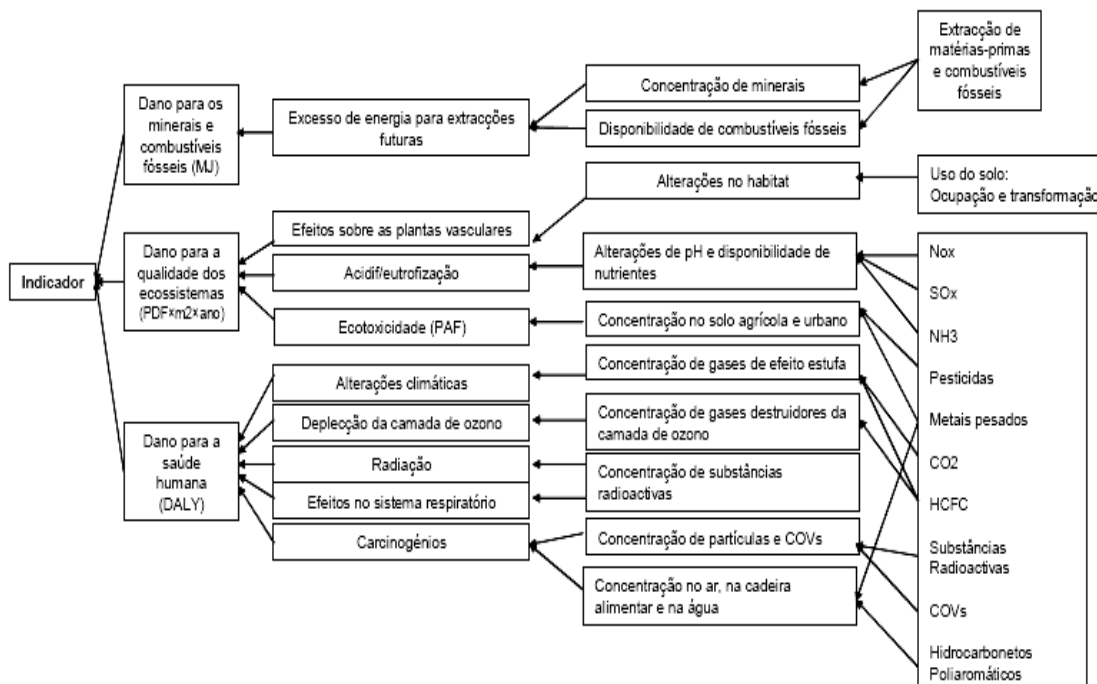 Indicador
Dano para os
minerais e
combustíveis
fósseis (MJ)
Dano para a
qualidade dos
ecossistemas
(PDF×m2×ano)
Dano para a
saúde
humana
(DALY)
Excesso de energia para extracções
futuras
Efeitos sobre as plantas vasculares
Acidif/eutrofização
Ecotoxicidade (PAF)
Alterações climáticas
Deplecção da camada de ozono
Radiação
Efeitos no sistema respiratório
Carcinogénios
Concentração de minerais
Disponibilidade de combustíveis fósseis
Alterações no habitat
Alterações de pH e disponibilidade de
nutrientes
Concentração no solo agrícola e urbano
Concentração de gases de efeito estufa
Concentração de gases destruidores da
camada de ozono
Concentração de substâncias
radioactivas
Concentração de partículas e COVs
Concentração no ar, na cadeira
alimentar e na água
Extracção de
matérias-primas
e combustíveis
fósseis
Uso do solo:
Ocupação e transformação
Nox
SOx
NH3
Pesticidas
Metais pesados
CO2
HCFC
Substâncias
Radioactivas
COVs
Hidrocarbonetos
Poliaromáticos